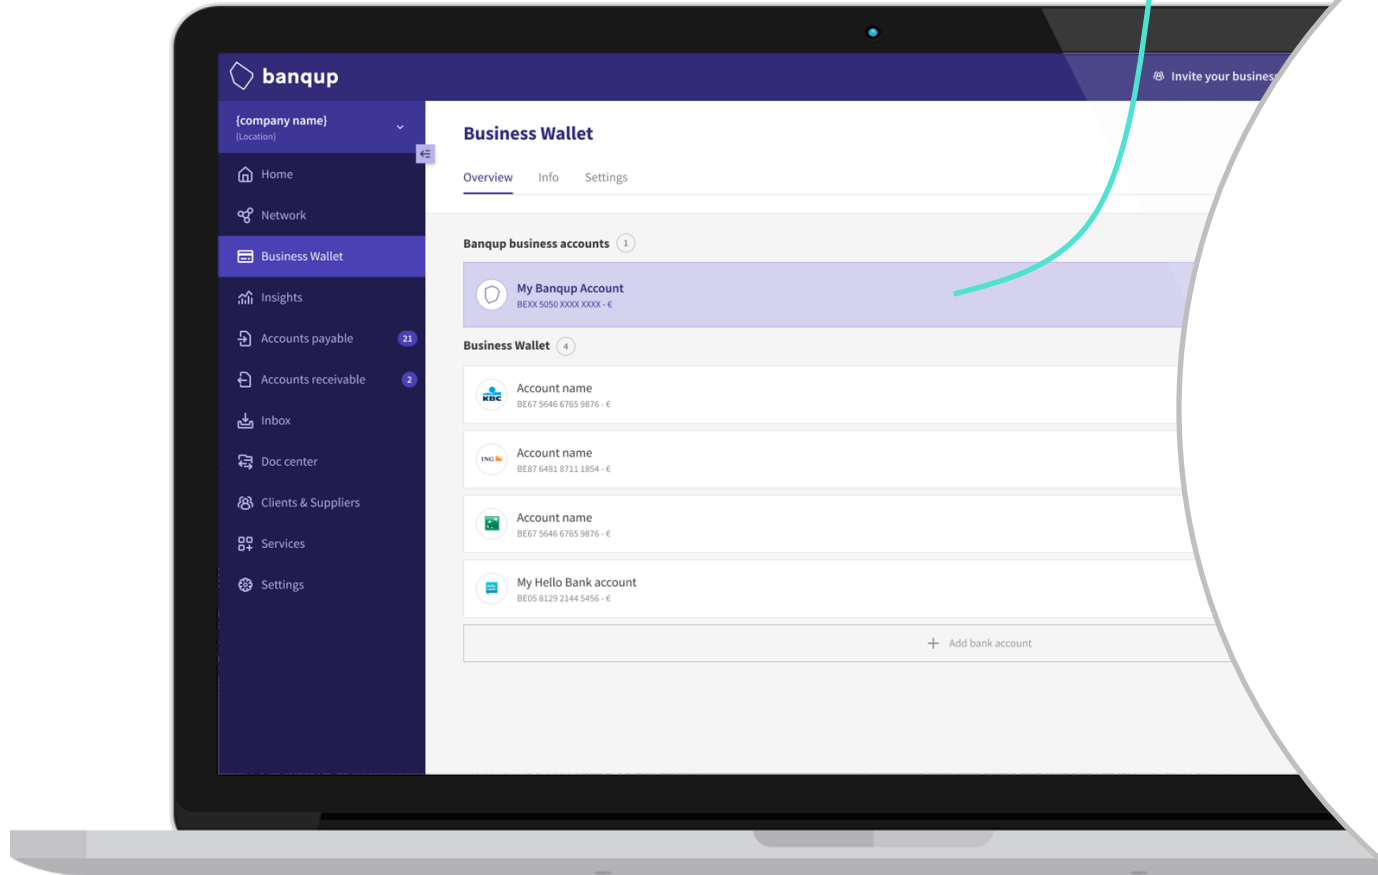 banqup
Invite your business
{company name}
{Location}
Home
Network
Business Wallet
Insights
Accounts payable 21
Accounts receivable 2
Inbox
Doc center
Clients & Suppliers
Services
Settings
Business Wallet
Overview Info Settings
Banqup business accounts 1
My Banqup Account
BEXX 5050 XXXX XXXX - €
Business Wallet 4
KBC
Account name
BE67 5646 6765 9876 - €
ING
Account name
BE87 6481 8711 1854 - €
Account name
BE67 5646 6765 9876 - €
My Hello Bank account
BE05 8129 2144 5456 - €
Add bank account